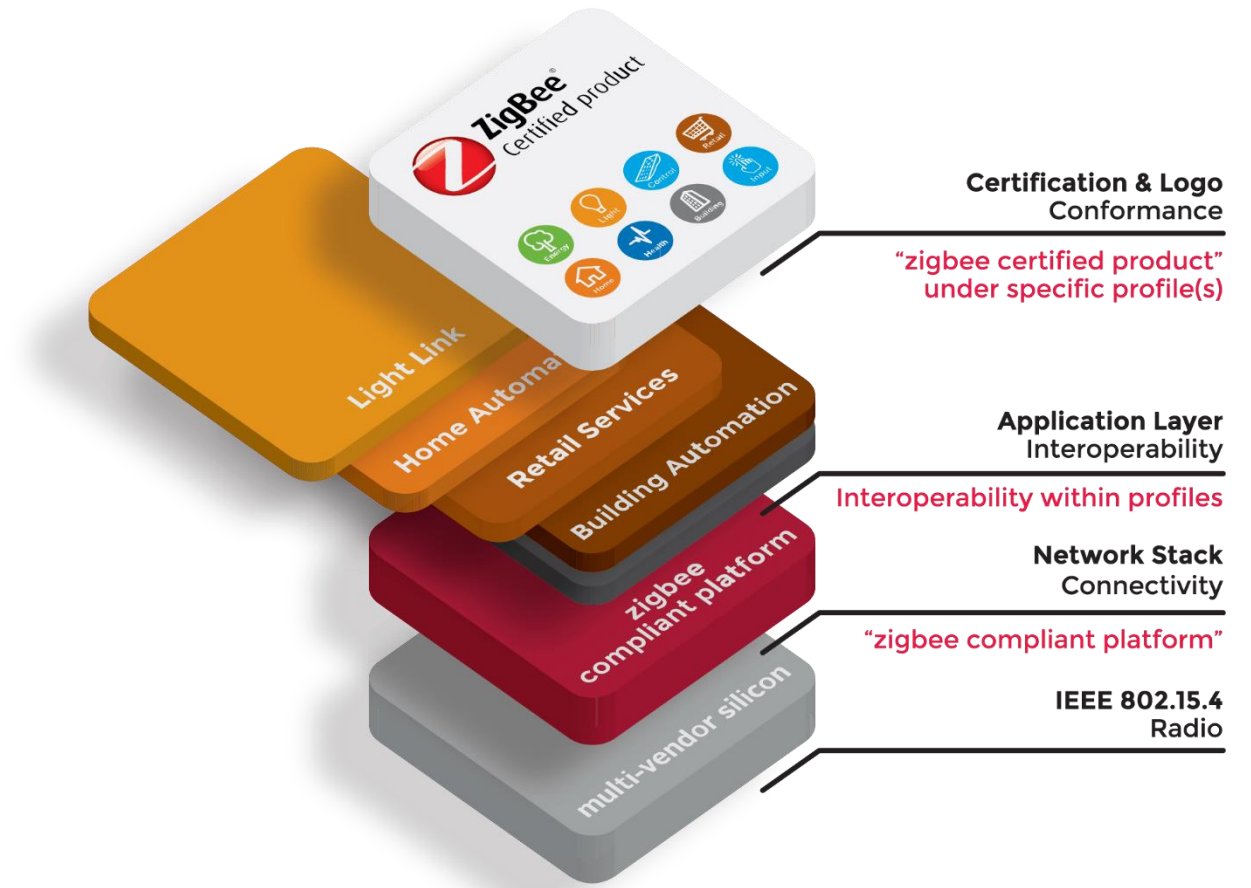 ZigBee®
Certified product
Energy
Light
Control
Retail
Home
Health
Building
Input
Light Link
Home Automat
Retail Services
Building Automation
zigbee
compliant platform
multi-vendor silicon
Certification & Logo
Conformance
“zigbee certified product”
under specific profile(s)
Application Layer
Interoperability
Interoperability within profiles
Network Stack
Connectivity
“zigbee compliant platform”
IEEE 802.15.4
Radio